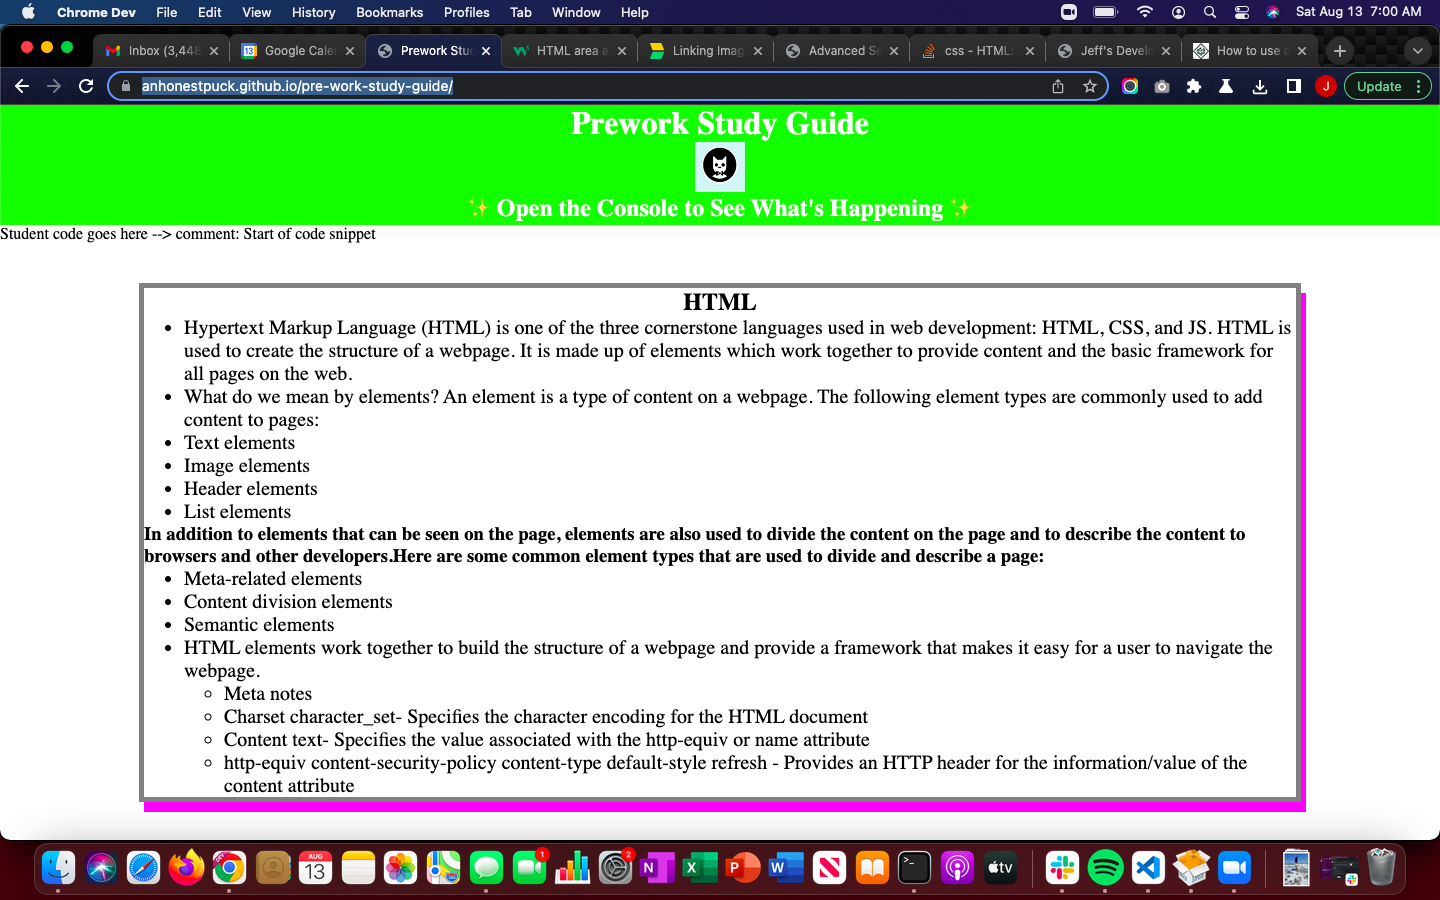 Chrome Dev File Edit View History Bookmarks Profiles Tab Window Help Sat Aug 13 7:00 AM
Inbox (3,448 13 Google Cale Prework Stu HTML area a Linking Imag Advanced Se css - HTML: Jeff's Develo How to use a
anhonestpuck.github.io/pre-work-study-guide/ J Update
Prework Study Guide
✨ Open the Console to See What's Happening ✨
Student code goes here --> comment: Start of code snippet
HTML
• Hypertext Markup Language (HTML) is one of the three cornerstone languages used in web development: HTML, CSS, and JS. HTML is
used to create the structure of a webpage. It is made up of elements which work together to provide content and the basic framework for
all pages on the web.
• What do we mean by elements? An element is a type of content on a webpage. The following element types are commonly used to add
content to pages:
• Text elements
• Image elements
• Header elements
• List elements
In addition to elements that can be seen on the page, elements are also used to divide the content on the page and to describe the content to
browsers and other developers.Here are some common element types that are used to divide and describe a page:
• Meta-related elements
• Content division elements
• Semantic elements
• HTML elements work together to build the structure of a webpage and provide a framework that makes it easy for a user to navigate the
webpage.
◦ Meta notes
◦ Charset character_set- Specifies the character encoding for the HTML document
◦ Content text- Specifies the value associated with the http-equiv or name attribute
◦ http-equiv content-security-policy content-type default-style refresh - Provides an HTTP header for the information/value of the
content attribute
AUG 1 2
13 N X P W tv